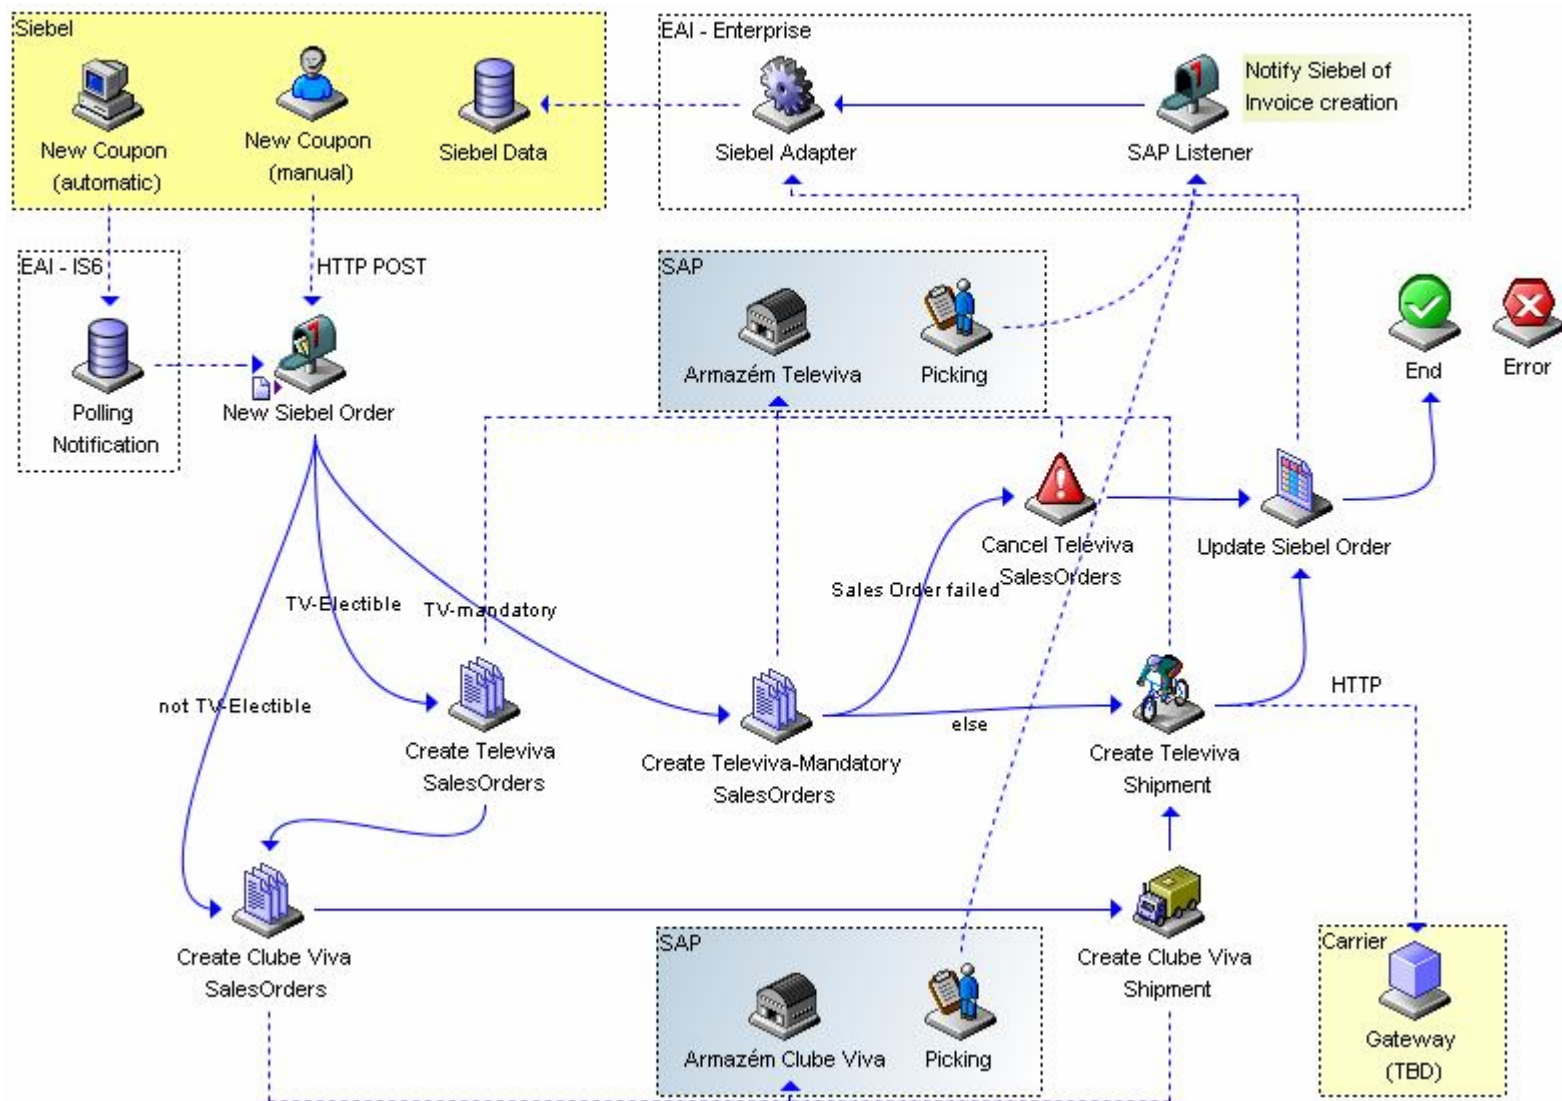 Siebel
New Coupon
(automatic)
New Coupon
(manual)
Siebel Data
EAI - Enterprise
Siebel Adapter
SAP Listener
Notify Siebel of
Invoice creation
EAI - IS6
Polling
Notification
HTTP POST
New Siebel Order
SAP
Armazém Televiva
Picking
End
Error
Cancel Televiva
SalesOrders
Update Siebel Order
Sales Order failed
TV-Electible
TV-mandatory
not TV-Electible
Create Televiva
SalesOrders
Create Televiva-Mandatory
SalesOrders
else
Create Televiva
Shipment
HTTP
Create Clube Viva
SalesOrders
SAP
Armazém Clube Viva
Picking
Create Clube Viva
Shipment
Carrier
Gateway
(TBD)